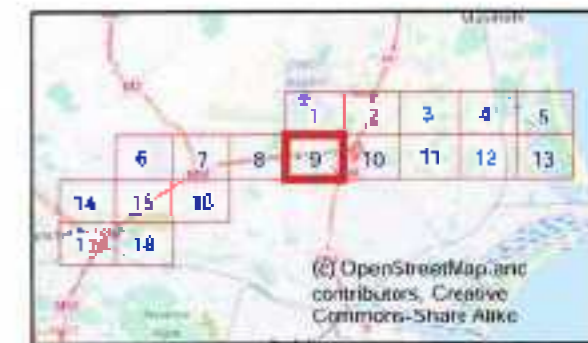 1 2 3 4 5
6 7 8 9 10 11 12 13
14 15 16
18
(c) OpenStreetMap and
contributors, Creative
Commons-Share Alike